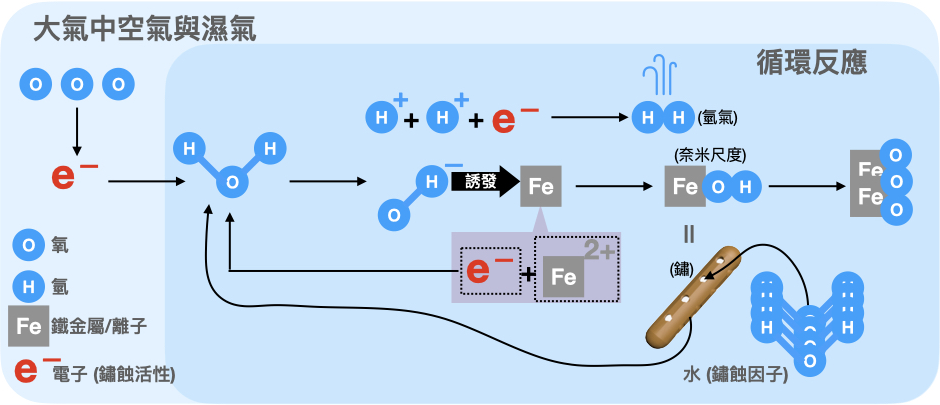 大氣中空氣與濕氣
循環反應
O O O
e −
H H
O
H + + H + + e −
H H (氫氣)
H −
O
誘發
Fe
(奈米尺度)
Fe O H
Fe O
Fe O
O
e − + Fe 2+
=
(鏽)
O 氧
H 氫
Fe 鐵金屬/離子
e − 電子 (鏽蝕活性)
H H
H H
H H
O
水 (鏽蝕因子)